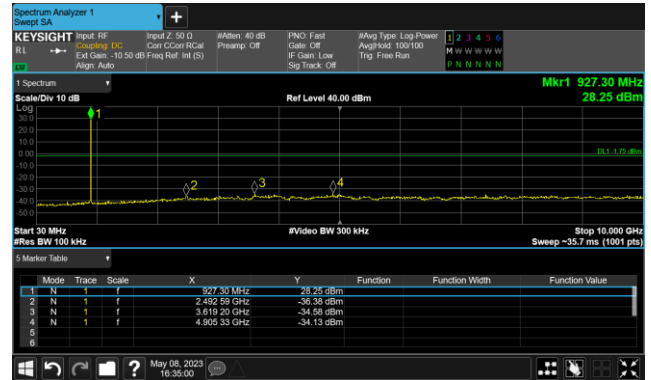 Spectrum Analyzer 1
Swept SA
KEYSIGHT Input: RF Input Z: 50 Ω #Atten: 40 dB PNO: Fast #Avg Type: Log-Power 1 2 3 4 5 6
R L Coupling: DC Corr CCorr RCal Preamp: Off Gate: Off Avg|Hold: 100/100 M W W W W W
Ext Gain: -10.50 dB Freq Ref: Int (S) IF Gain: Low Trig: Free Run
LXI Align: Auto Sig Track: Off P N N N N N
1 Spectrum
Mkr1 927.30 MHz
Scale/Div 10 dB Ref Level 40.00 dBm 28.25 dBm
Log
30.0
20.0
10.0
0.00
-10.0
-20.0
-30.0
-40.0
-50.0
1
DL1 -1.75 dBm
2
3
4
Start 30 MHz #Video BW 300 kHz Stop 10.000 GHz
#Res BW 100 kHz Sweep ~35.7 ms (1001 pts)
5 Marker Table
Mode Trace Scale X Y Function Function Width Function Value
1 N 1 f 927.30 MHz 28.25 dBm
2 N 1 f 2.492 59 GHz -36.38 dBm
3 N 1 f 3.619 20 GHz -34.58 dBm
4 N 1 f 4.905 33 GHz -34.13 dBm
5
6
May 08, 2023
16:35:00